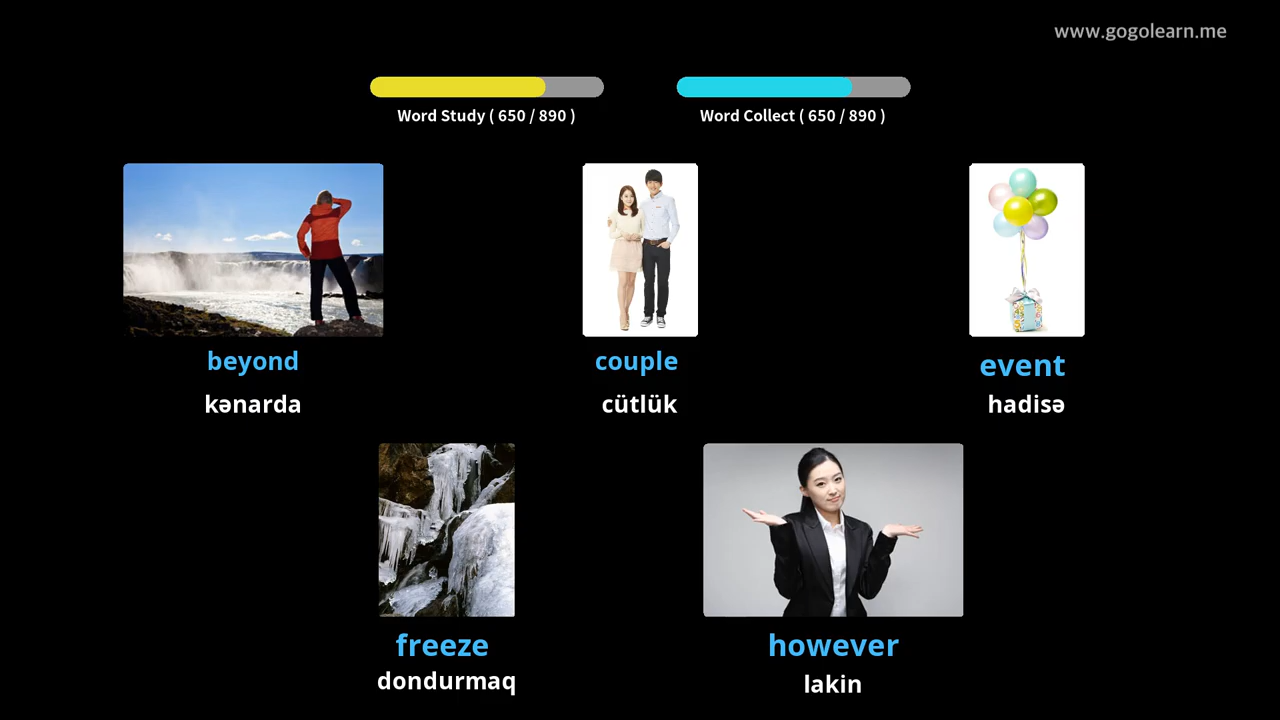 www.gogolearn.me
Word Study ( 650 / 890 )
Word Collect ( 650 / 890 )
beyond
couple
event
kənarda
cütlük
hadisə
freeze
however
dondurmaq
lakin